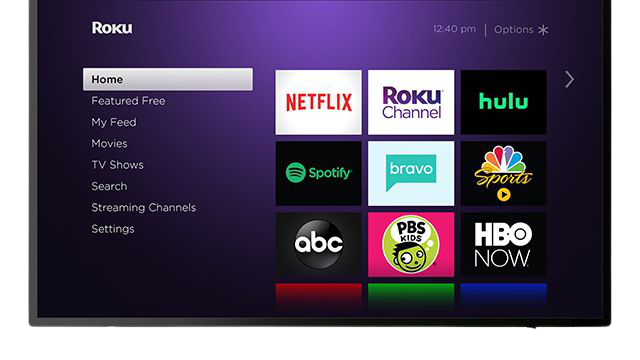 Roku
12:40 pm | Options
Home
Featured Free
My Feed
Movies
TV Shows
Search
Streaming Channels
Settings
NETFLIX
Roku
Channel
hulu
Spotify
bravo
Sports
abc
PBS
KIDS
HBO
NOW